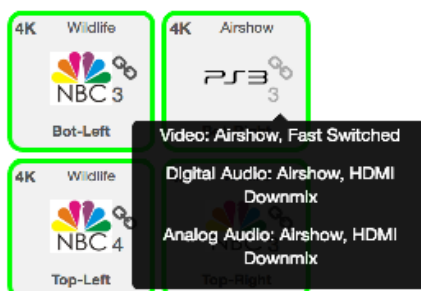 4K Wildlife
NBC 3
Bot-Left
4K Airshow
PS3
3
Video: Airshow, Fast Switched
Digital Audio: Airshow, HDMI
Downmix
Analog Audio: Airshow, HDMI
Downmix
4K Wildlife
NBC 4
Top-Left
Top-Right